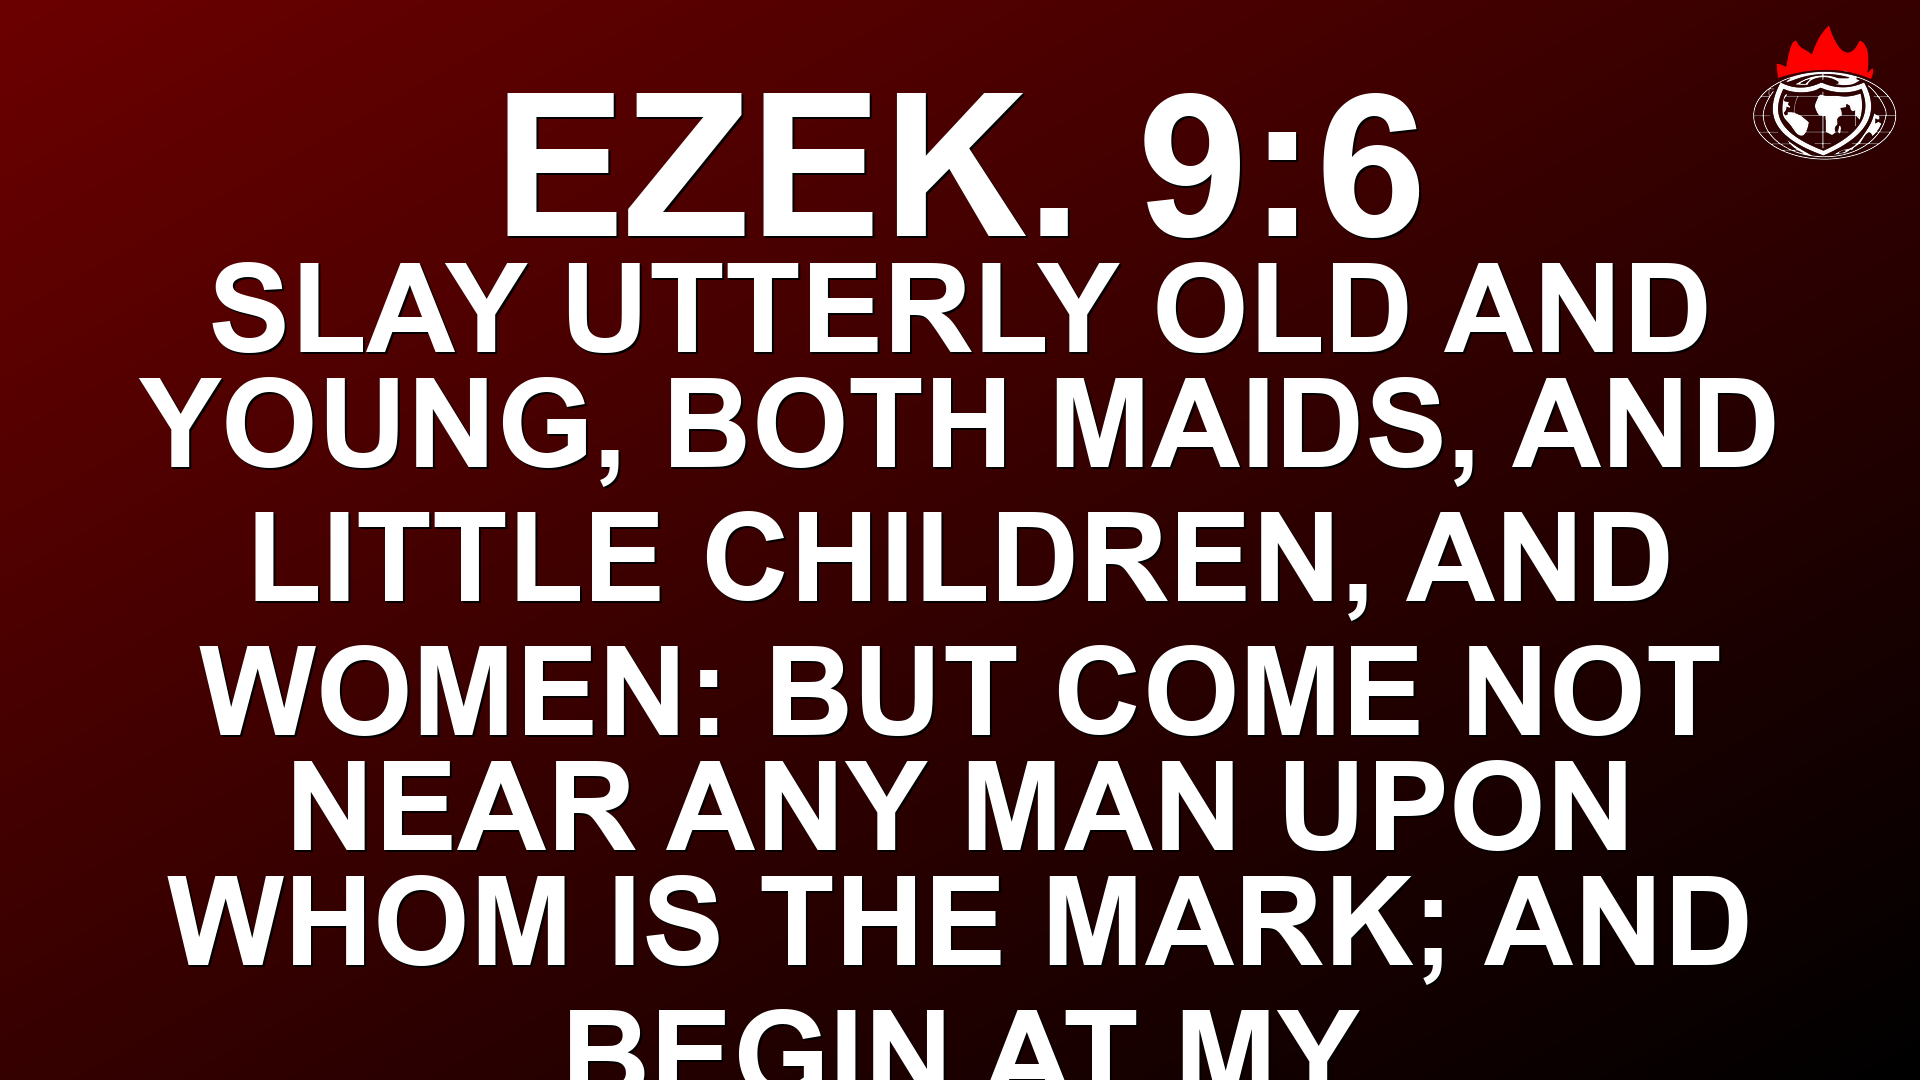 EZEK. 9:6
SLAY UTTERLY OLD AND
YOUNG, BOTH MAIDS, AND
LITTLE CHILDREN, AND
WOMEN: BUT COME NOT
NEAR ANY MAN UPON
WHOM IS THE MARK; AND
BEGIN AT MY